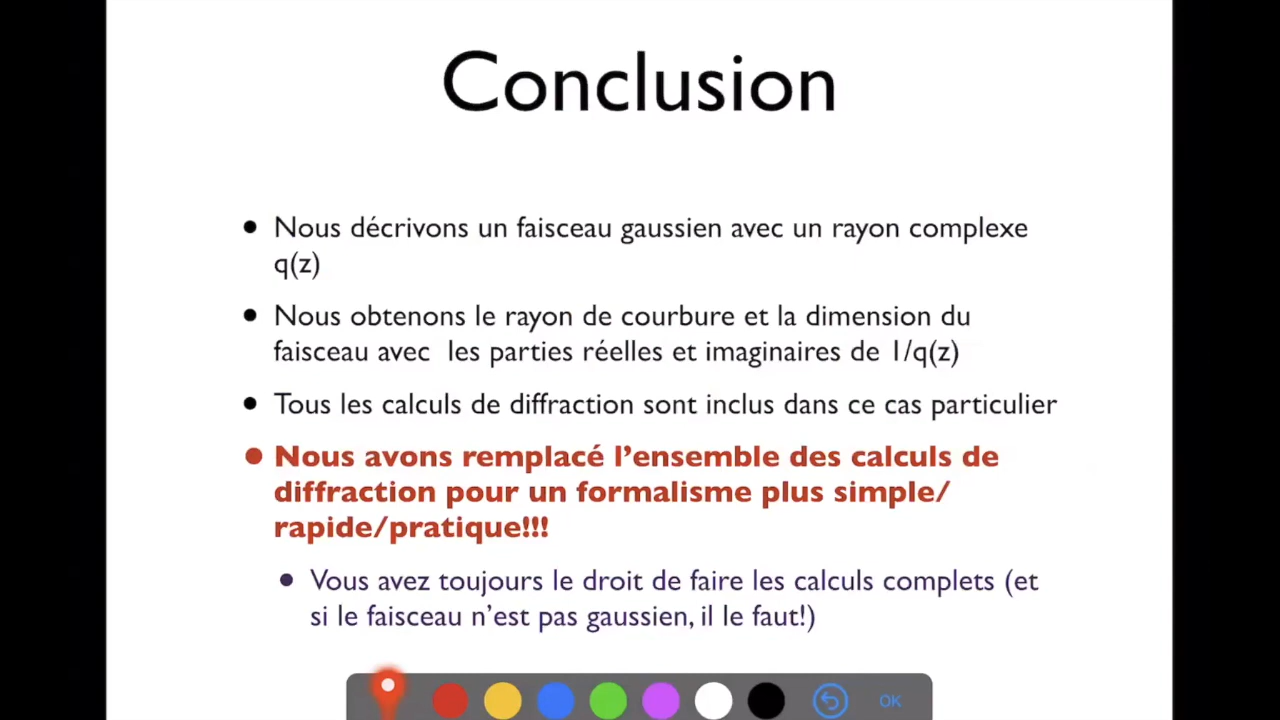 Conclusion
• Nous décrivons un faisceau gaussien avec un rayon complexe
q(z)
• Nous obtenons le rayon de courbure et la dimension du
faisceau avec  les parties réelles et imaginaires de 1/q(z)
• Tous les calculs de diffraction sont inclus dans ce cas particulier
• Nous avons remplacé l’ensemble des calculs de
diffraction pour un formalisme plus simple/
rapide/pratique!!!
• Vous avez toujours le droit de faire les calculs complets (et
si le faisceau n’est pas gaussien, il le faut!)
OK